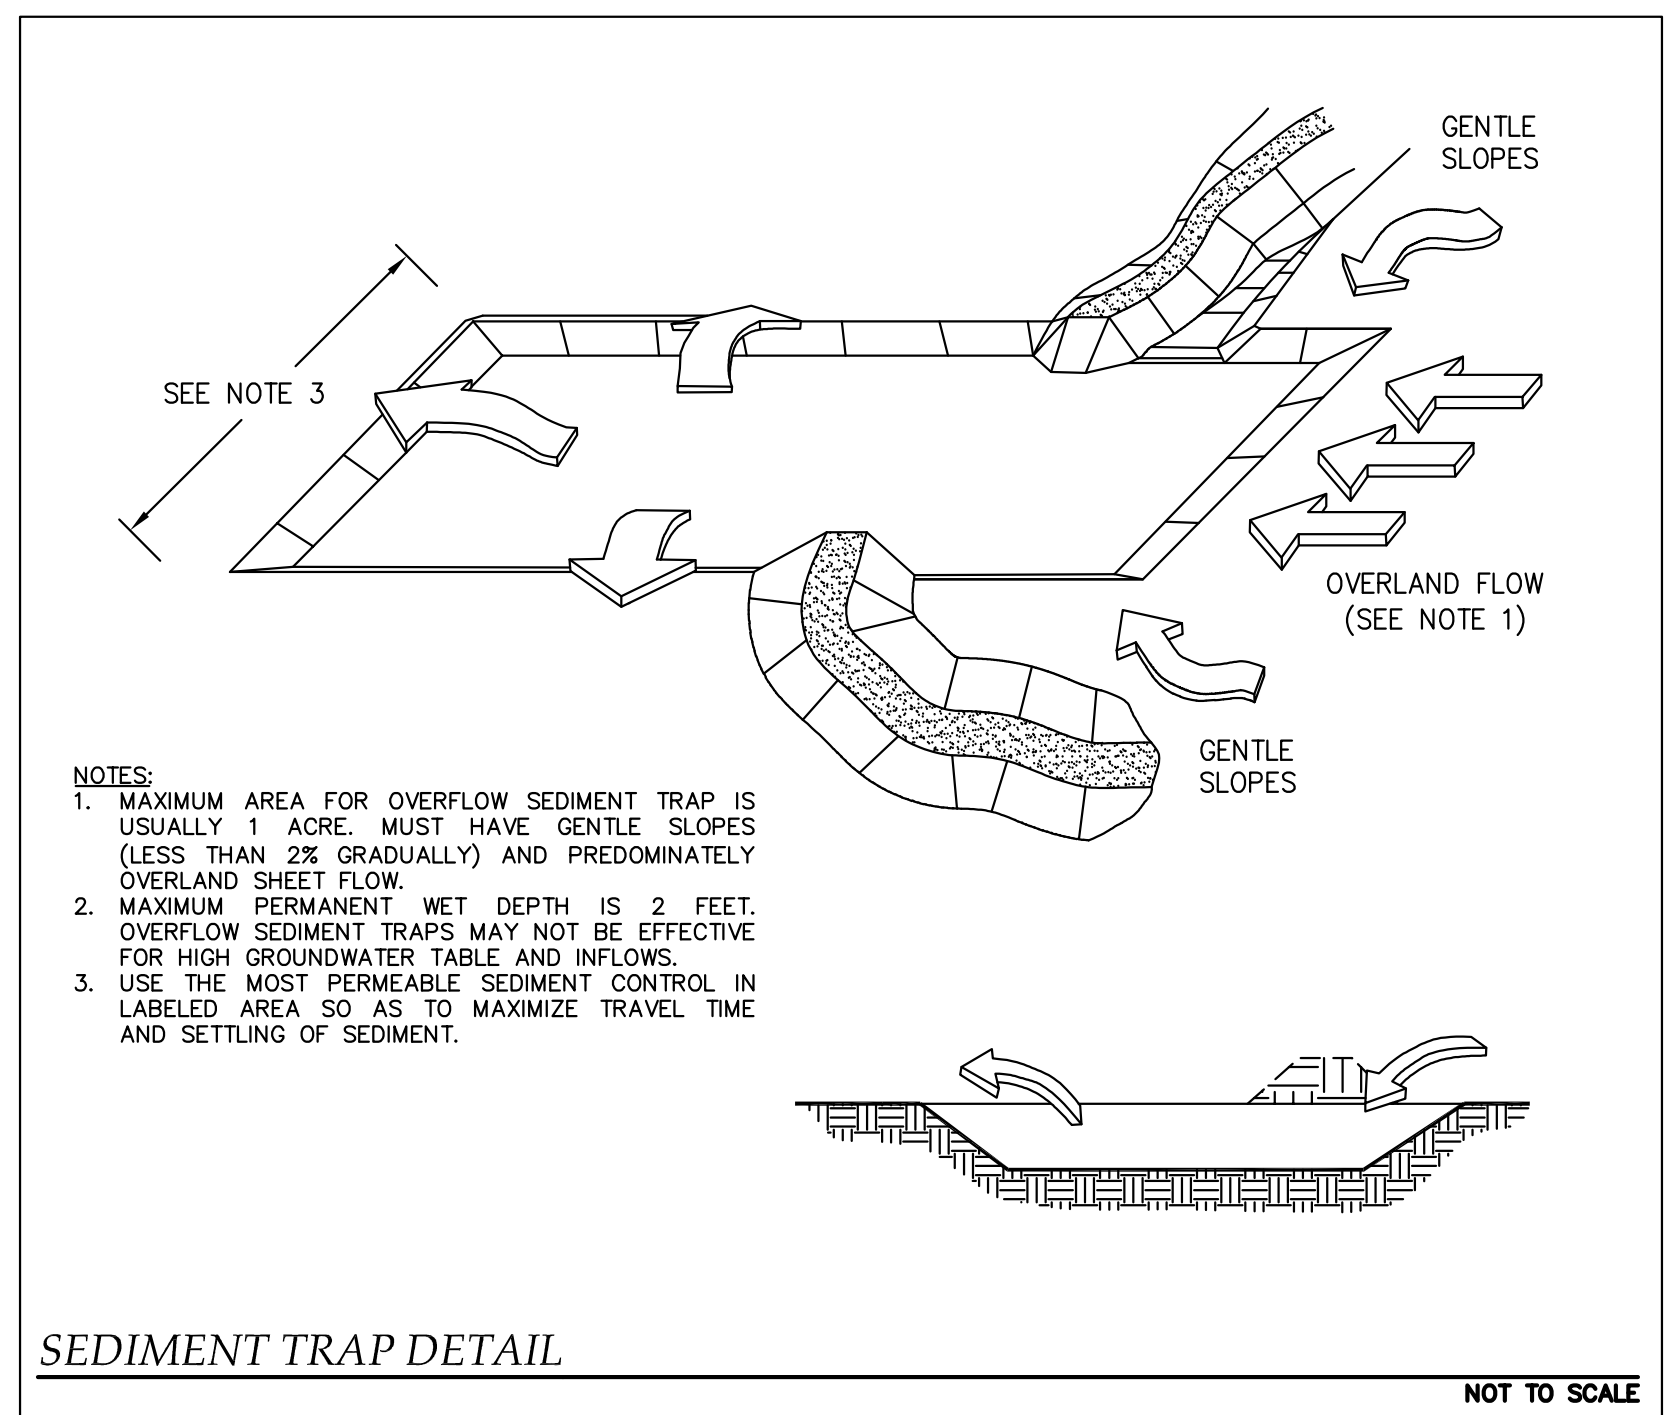 GENTLE
SLOPES
SEE NOTE 3
OVERLAND FLOW
(SEE NOTE 1)
GENTLE
SLOPES
NOTES:
1. MAXIMUM AREA FOR OVERFLOW SEDIMENT TRAP IS
USUALLY 1 ACRE. MUST HAVE GENTLE SLOPES
(LESS THAN 2% GRADUALLY) AND PREDOMINATELY
OVERLAND SHEET FLOW.
2. MAXIMUM PERMANENT WET DEPTH IS 2 FEET.
OVERFLOW SEDIMENT TRAPS MAY NOT BE EFFECTIVE
FOR HIGH GROUNDWATER TABLE AND INFLOWS.
3. USE THE MOST PERMEABLE SEDIMENT CONTROL IN
LABELED AREA SO AS TO MAXIMIZE TRAVEL TIME
AND SETTLING OF SEDIMENT.
SEDIMENT TRAP DETAIL
NOT TO SCALE